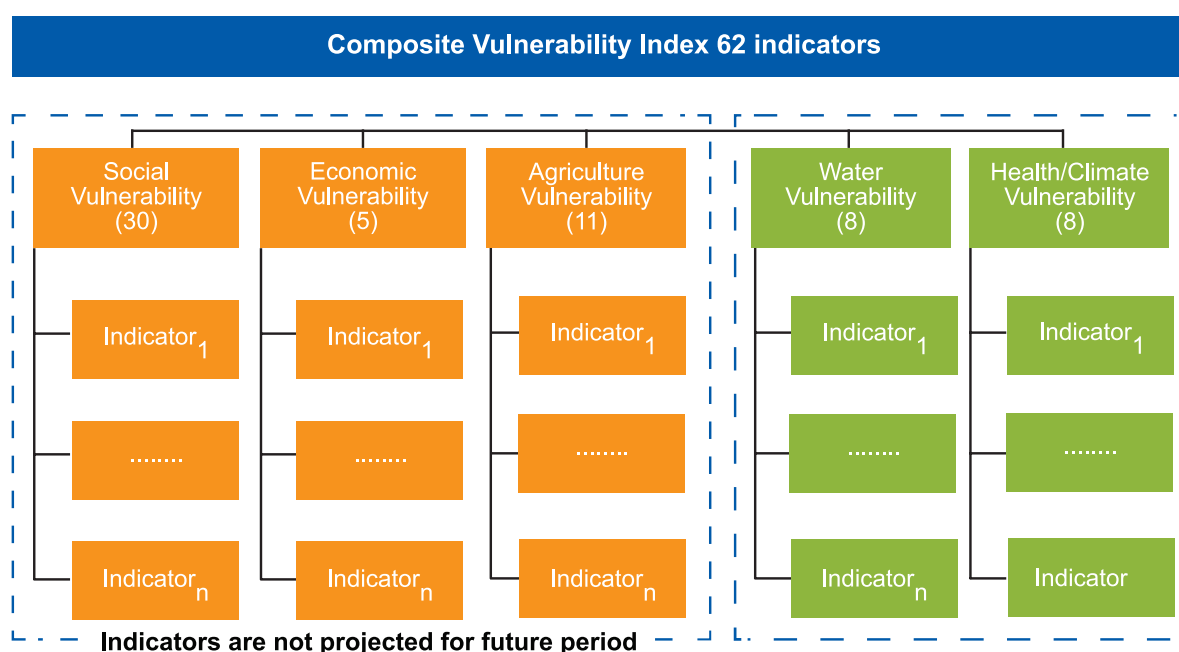 Composite Vulnerability Index 62 indicators
Social
Vulnerability
(30)
Economic
Vulnerability
(5)
Agriculture
Vulnerability
(11)
Water
Vulnerability
(8)
Health/Climate
Vulnerability
(8)
Indicator1
Indicator1
Indicator1
Indicator1
Indicator1
........
........
........
........
........
Indicatorn
Indicatorn
Indicatorn
Indicatorn
Indicator
Indicators are not projected for future period